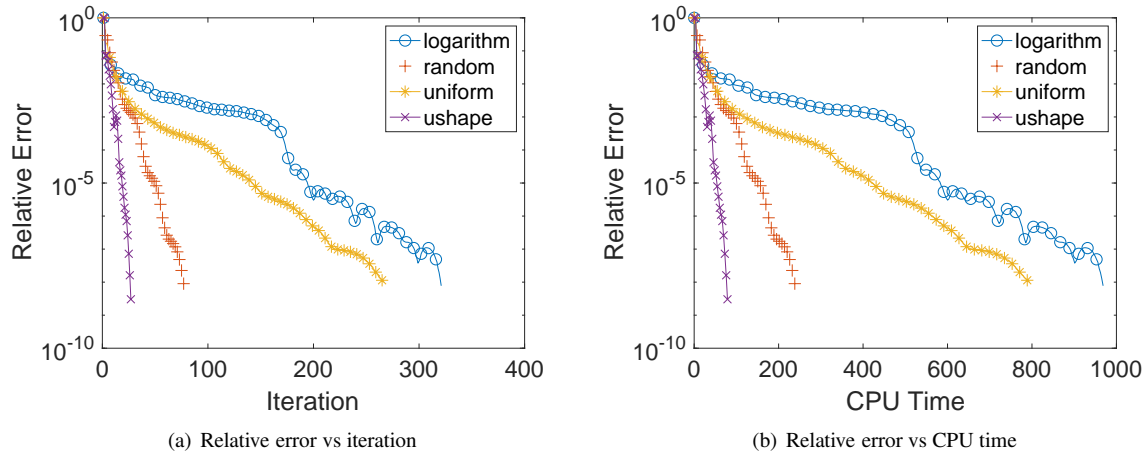 10^0
10^-5
10^-10
Relative Error
0
100
200
300
400
Iteration
logarithm
random
uniform
ushape
(a) Relative error vs iteration
10^0
10^-5
10^-10
Relative Error
0
200
400
600
800
1000
CPU Time
logarithm
random
uniform
ushape
(b) Relative error vs CPU time